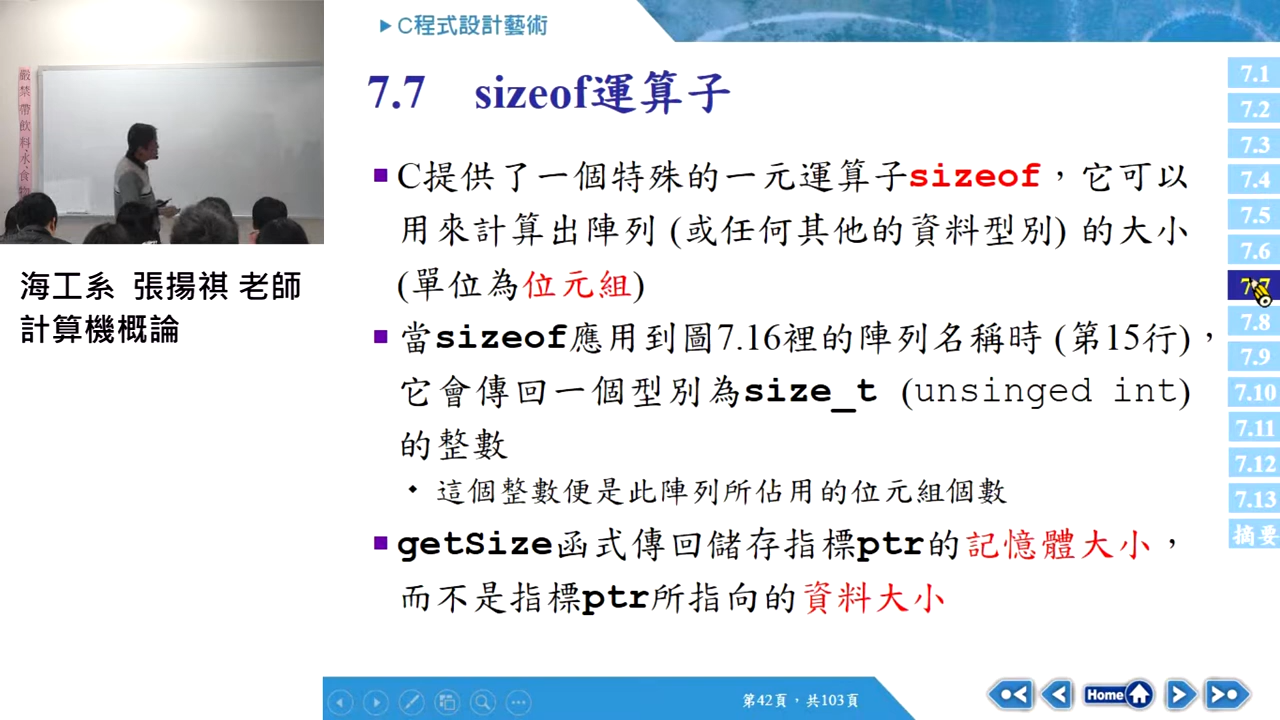 嚴禁帶飲料、水、食物
海工系 張揚祺 老師
計算機概論
C程式設計藝術
7.7 sizeof運算子
C提供了一個特殊的一元運算子sizeof,它可以
用來計算出陣列 (或任何其他的資料型別) 的大小
(單位為位元組)
當sizeof應用到圖7.16裡的陣列名稱時 (第15行),
它會傳回一個型別為size_t (unsinged int)
的整數
這個整數便是此陣列所佔用的位元組個數
getSize函式傳回儲存指標ptr的記憶體大小,
而不是指標ptr所指向的資料大小
7.1
7.2
7.3
7.4
7.5
7.6
7.7
7.8
7.9
7.10
7.11
7.12
7.13
摘要
第42頁,共103頁
Home